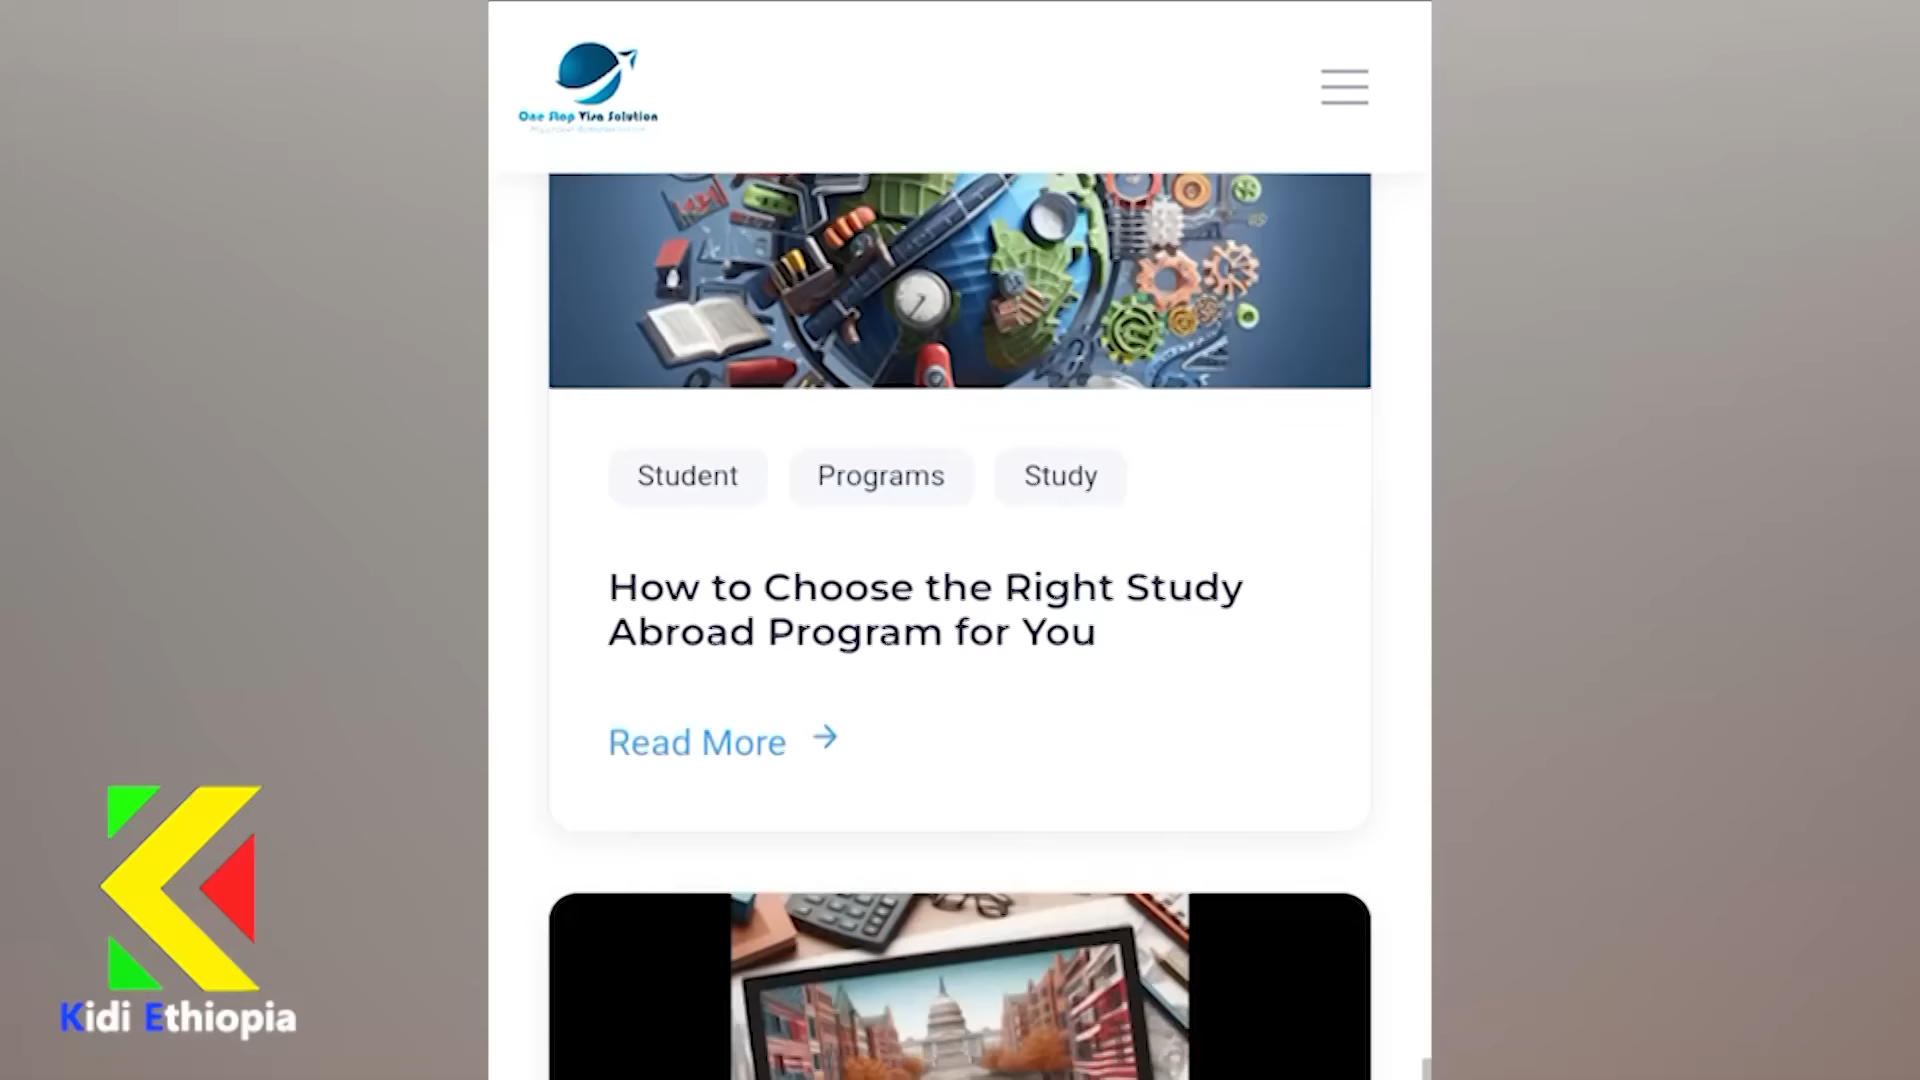 One Stop Visa Solution
Student
Programs
Study
How to Choose the Right Study
Abroad Program for You
Read More
Kidi Ethiopia